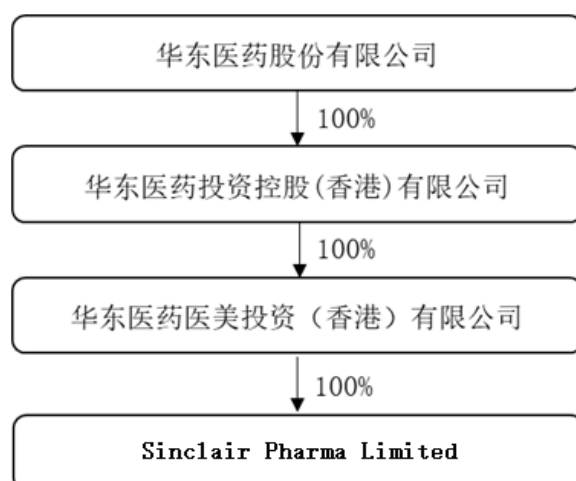 华东医药股份有限公司
100%
华东医药投资控股(香港)有限公司
100%
华东医药医美投资（香港）有限公司
100%
Sinclair Pharma Limited